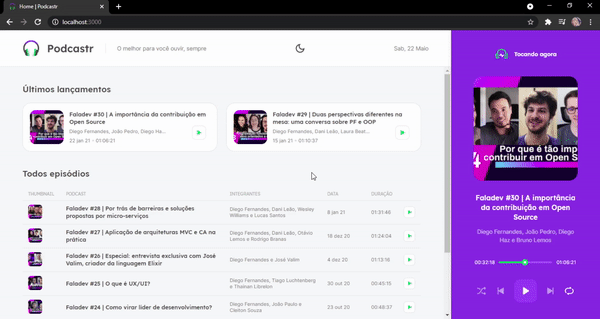 Home | Podcastr
localhost:3000
Podcastr
O melhor para você ouvir, sempre
Sab, 22 Maio
Tocando agora
Últimos lançamentos
Faladev #30 | A importância da contribuição em
Open Source
Diego Fernandes, João Pedro, Diego Ha...
22 jan 21
01:06:21
Faladev #29 | Duas perspectivas diferentes na
mesa: uma conversa sobre PF e OOP
Diego Fernandes, Dani Leão, Laura Beat...
15 jan 21
01:10:37
Todos episódios
THUMBNAIL PODCAST INTEGRANTES DATA DURAÇÃO
Faladev #28 | Por trás de barreiras e soluções
propostas por micro-serviços
Diego Fernandes, Dani Leão, Wesley
Williams e Lucas Santos
8 jan 21
01:31:46
Faladev #27 | Aplicação de arquiteturas MVC e CA na
prática
Diego Fernandes, Dani Leão, Otávio
Lemos e Rodrigo Branas
18 dez 20
01:24:04
Faladev #26 | Especial: entrevista exclusiva com José
Valim, criador da linguagem Elixir
Diego Fernandes e José Valim
4 dez 20
01:13:18
Faladev #25 | O que é UX/UI?
Diego Fernandes, Tiago Luchtenberg
e Thainan Librelon
30 out 20
00:45:15
Faladev #24 | Como virar líder de desenvolvimento?
Diego Fernandes, João Paulo e
Cleiton Souza
23 out 20
00:48:37
Por que é tão imp
contribuir em Open S
Faladev #30 | A importância
da contribuição em Open
Source
Diego Fernandes, João Pedro, Diego
Haz e Bruno Lemos
00:32:18
01:06:21